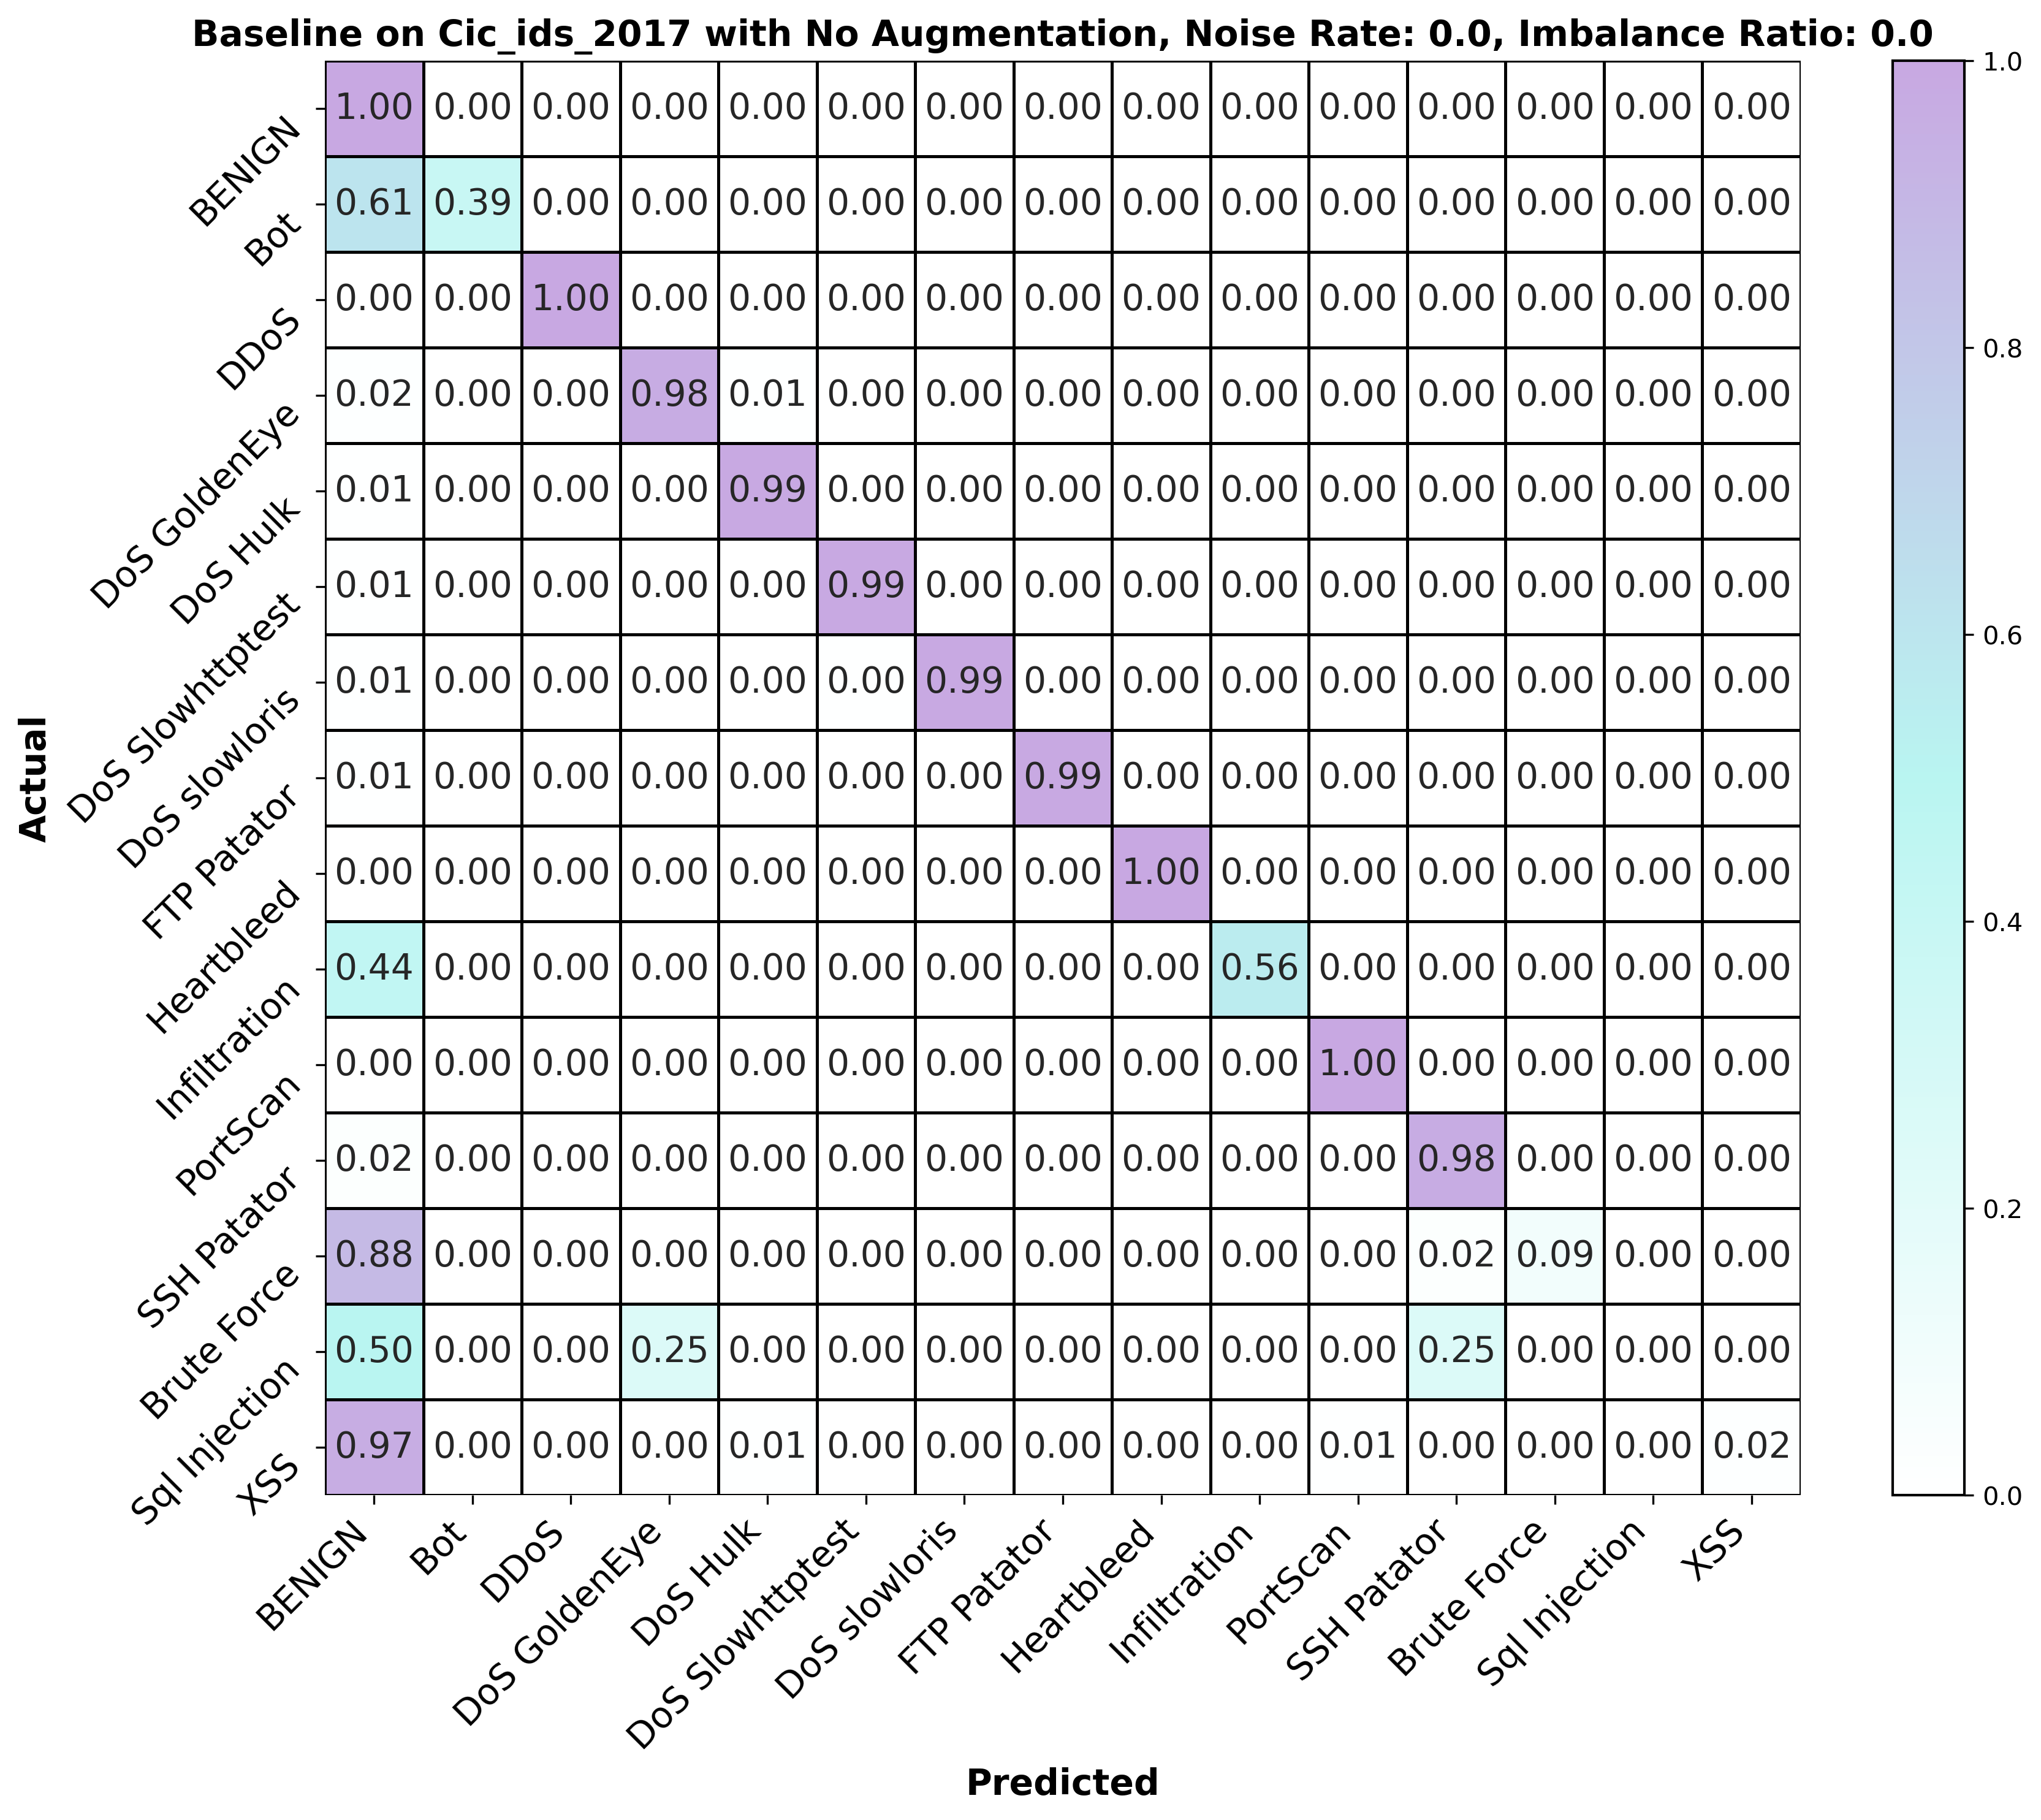 Baseline on Cic_ids_2017 with No Augmentation, Noise Rate: 0.0, Imbalance Ratio: 0.0
Actual
BENIGN 1.00 0.00 0.00 0.00 0.00 0.00 0.00 0.00 0.00 0.00 0.00 0.00 0.00 0.00 0.00
Bot 0.61 0.39 0.00 0.00 0.00 0.00 0.00 0.00 0.00 0.00 0.00 0.00 0.00 0.00 0.00
DDoS 0.00 0.00 1.00 0.00 0.00 0.00 0.00 0.00 0.00 0.00 0.00 0.00 0.00 0.00 0.00
DoS GoldenEye 0.02 0.00 0.00 0.98 0.01 0.00 0.00 0.00 0.00 0.00 0.00 0.00 0.00 0.00 0.00
DoS Hulk 0.01 0.00 0.00 0.00 0.99 0.00 0.00 0.00 0.00 0.00 0.00 0.00 0.00 0.00 0.00
DoS Slowhttptest 0.01 0.00 0.00 0.00 0.00 0.99 0.00 0.00 0.00 0.00 0.00 0.00 0.00 0.00 0.00
DoS slowloris 0.01 0.00 0.00 0.00 0.00 0.00 0.99 0.00 0.00 0.00 0.00 0.00 0.00 0.00 0.00
FTP Patator 0.01 0.00 0.00 0.00 0.00 0.00 0.00 0.99 0.00 0.00 0.00 0.00 0.00 0.00 0.00
Heartbleed 0.00 0.00 0.00 0.00 0.00 0.00 0.00 0.00 1.00 0.00 0.00 0.00 0.00 0.00 0.00
Infiltration 0.44 0.00 0.00 0.00 0.00 0.00 0.00 0.00 0.00 0.56 0.00 0.00 0.00 0.00 0.00
PortScan 0.00 0.00 0.00 0.00 0.00 0.00 0.00 0.00 0.00 0.00 1.00 0.00 0.00 0.00 0.00
SSH Patator 0.02 0.00 0.00 0.00 0.00 0.00 0.00 0.00 0.00 0.00 0.00 0.98 0.00 0.00 0.00
Brute Force 0.88 0.00 0.00 0.00 0.00 0.00 0.00 0.00 0.00 0.00 0.00 0.02 0.09 0.00 0.00
Sql Injection 0.50 0.00 0.00 0.25 0.00 0.00 0.00 0.00 0.00 0.00 0.00 0.25 0.00 0.00 0.00
XSS 0.97 0.00 0.00 0.00 0.01 0.00 0.00 0.00 0.00 0.00 0.01 0.00 0.00 0.00 0.02
BENIGN
Bot
DDoS
DoS GoldenEye
DoS Hulk
DoS Slowhttptest
DoS slowloris
FTP Patator
Heartbleed
Infiltration
PortScan
SSH Patator
Brute Force
Sql Injection
XSS
Predicted
1.0
0.8
0.6
0.4
0.2
0.0